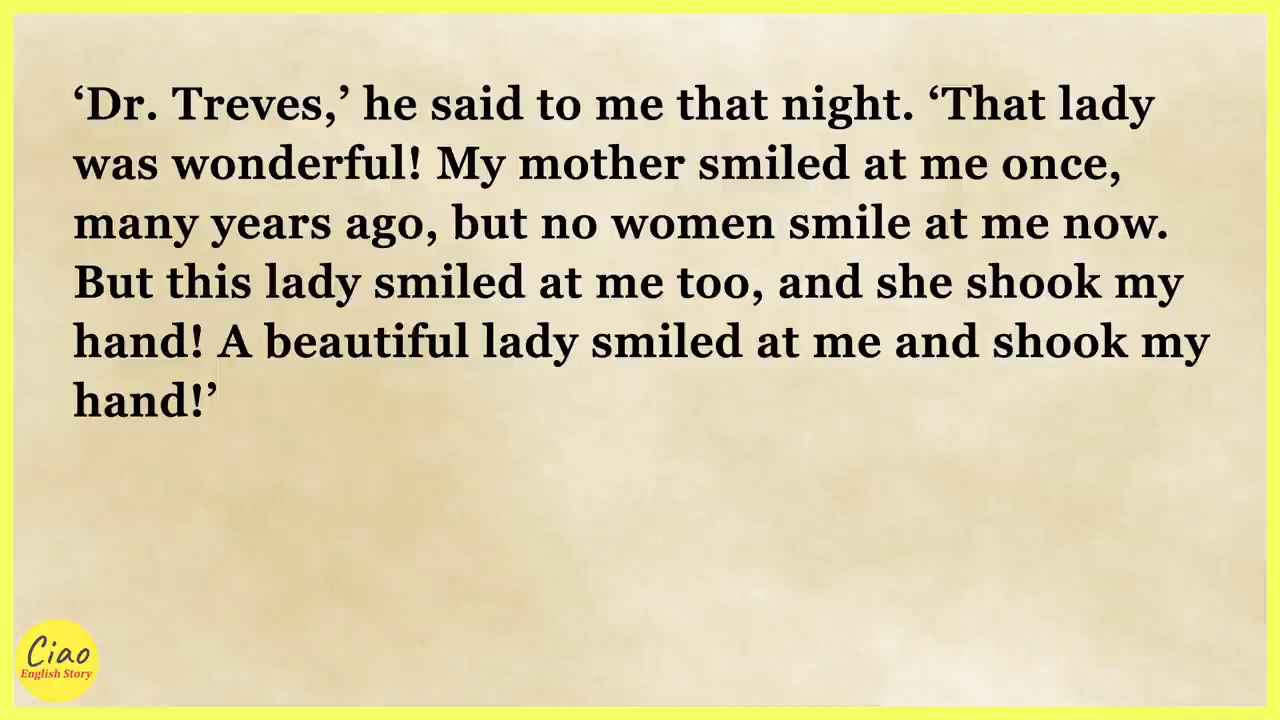 ‘Dr. Treves,’ he said to me that night. ‘That lady
was wonderful! My mother smiled at me once,
many years ago, but no women smile at me now.
But this lady smiled at me too, and she shook my
hand! A beautiful lady smiled at me and shook my
hand!’
Ciao
English Story